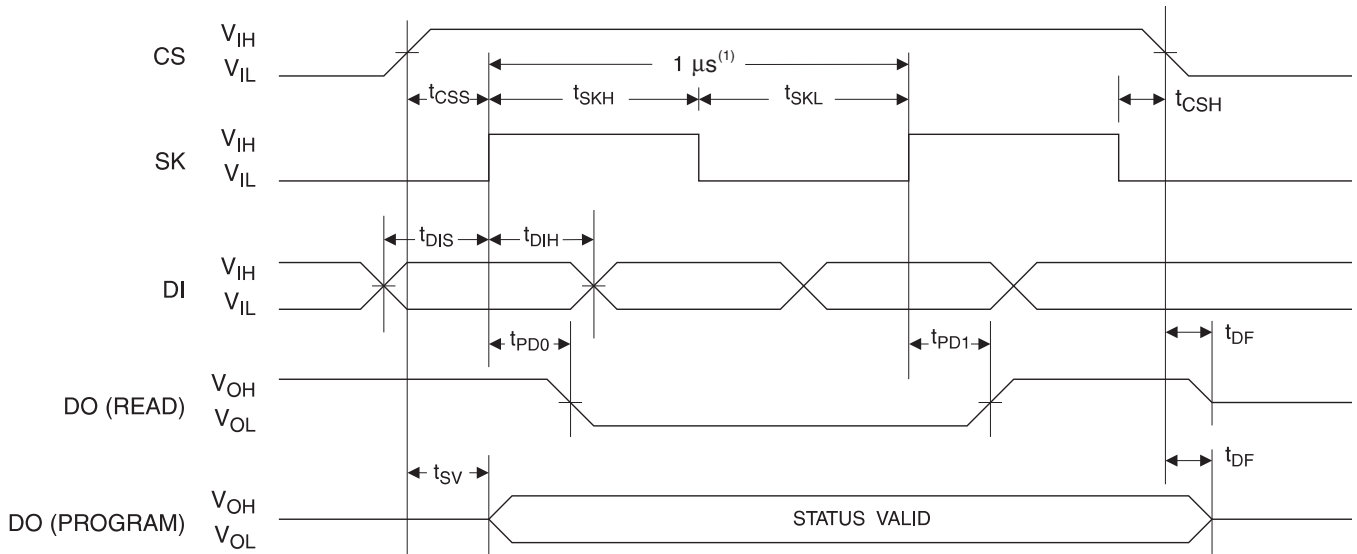 CS V_IH
V_IL
1 µs(1)
t_CSS t_SKH t_SKL t_CSH
SK V_IH
V_IL
t_DIS t_DIH
DI V_IH
V_IL
t_PD0 t_PD1 t_DF
DO (READ) V_OH
V_OL
t_SV t_DF
DO (PROGRAM) V_OH
V_OL
STATUS VALID